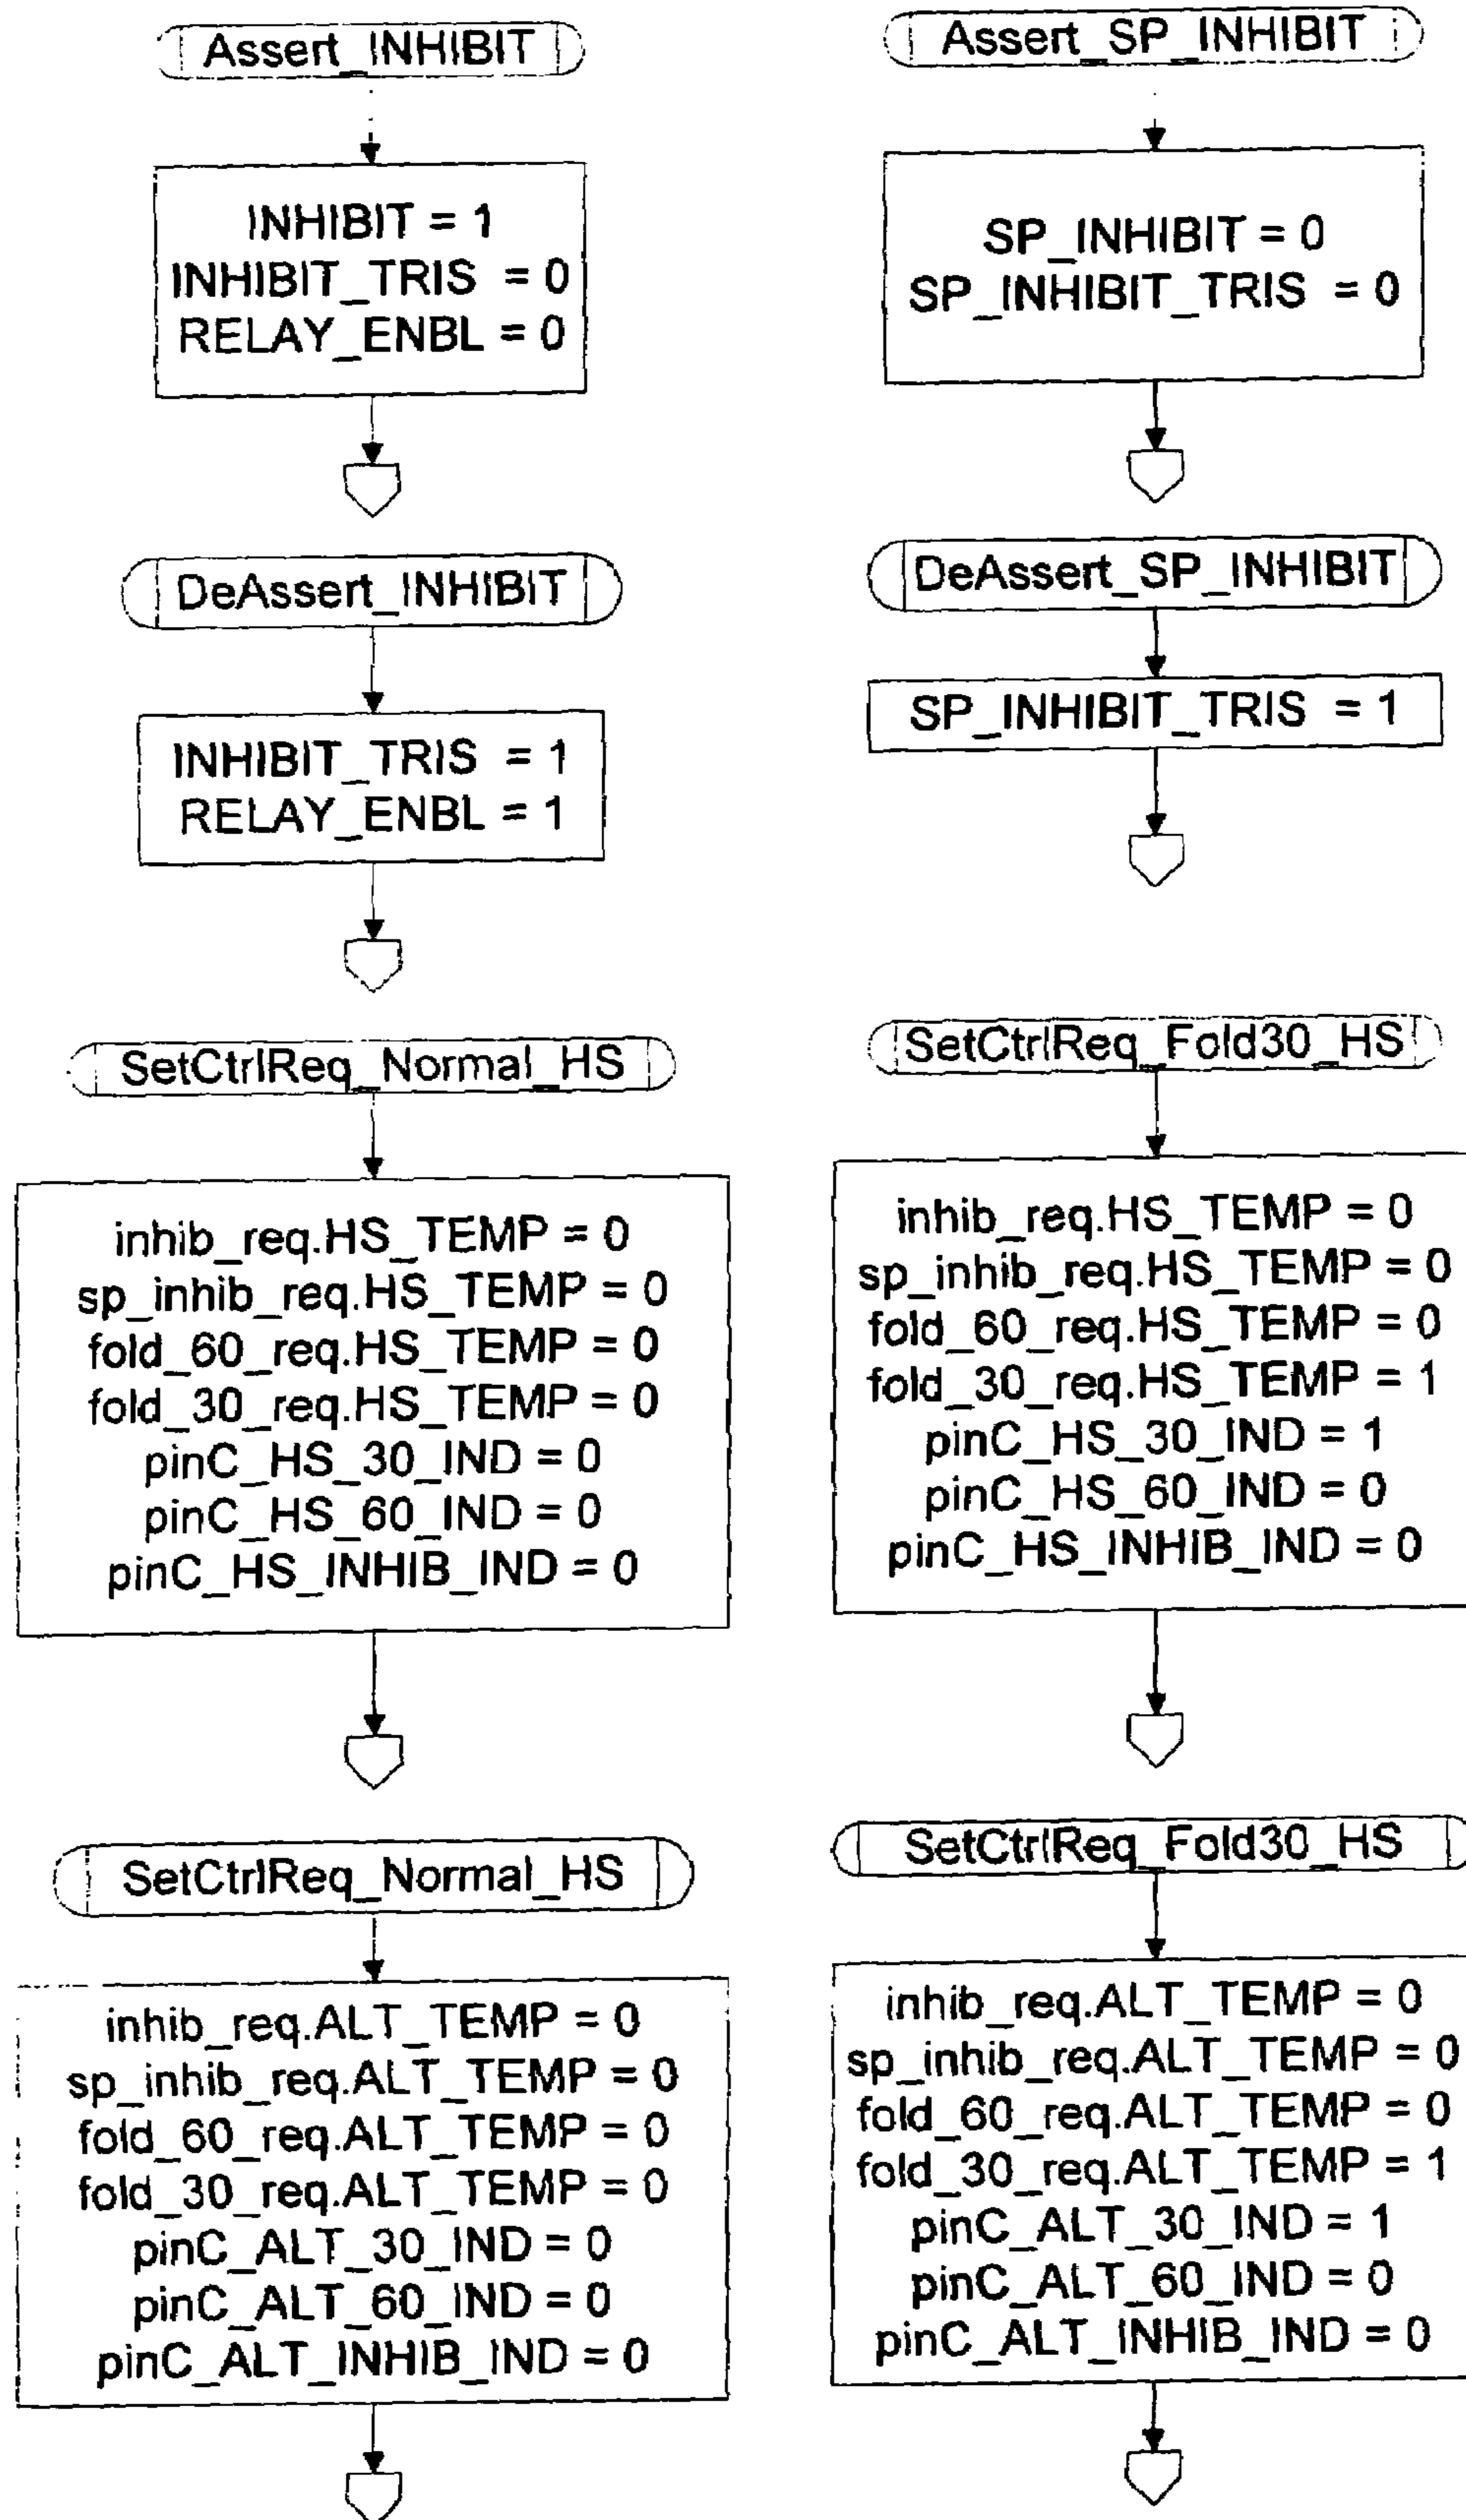 Assert_INHIBIT
INHIBIT = 1
INHIBIT_TRIS = 0
RELAY_ENBL = 0
Assert_SP_INHIBIT
SP_INHIBIT = 0
SP_INHIBIT_TRIS = 0
DeAssert_INHIBIT
INHIBIT_TRIS = 1
RELAY_ENBL = 1
DeAssert_SP_INHIBIT
SP_INHIBIT_TRIS = 1
SetCtrlReq_Normal_HS
inhib_req.HS_TEMP = 0
sp_inhib_req.HS_TEMP = 0
fold_60_req.HS_TEMP = 0
fold_30_req.HS_TEMP = 0
pinC_HS_30_IND = 0
pinC_HS_60_IND = 0
pinC_HS_INHIB_IND = 0
SetCtrlReq_Fold30_HS
inhib_req.HS_TEMP = 0
sp_inhib_req.HS_TEMP = 0
fold_60_req.HS_TEMP = 0
fold_30_req.HS_TEMP = 1
pinC_HS_30_IND = 1
pinC_HS_60_IND = 0
pinC_HS_INHIB_IND = 0
SetCtrlReq_Normal_HS
inhib_req.ALT_TEMP = 0
sp_inhib_req.ALT_TEMP = 0
fold_60_req.ALT_TEMP = 0
fold_30_req.ALT_TEMP = 0
pinC_ALT_30_IND = 0
pinC_ALT_60_IND = 0
pinC_ALT_INHIB_IND = 0
SetCtrlReq_Fold30_HS
inhib_req.ALT_TEMP = 0
sp_inhib_req.ALT_TEMP = 0
fold_60_req.ALT_TEMP = 0
fold_30_req.ALT_TEMP = 1
pinC_ALT_30_IND = 1
pinC_ALT_60_IND = 0
pinC_ALT_INHIB_IND = 0